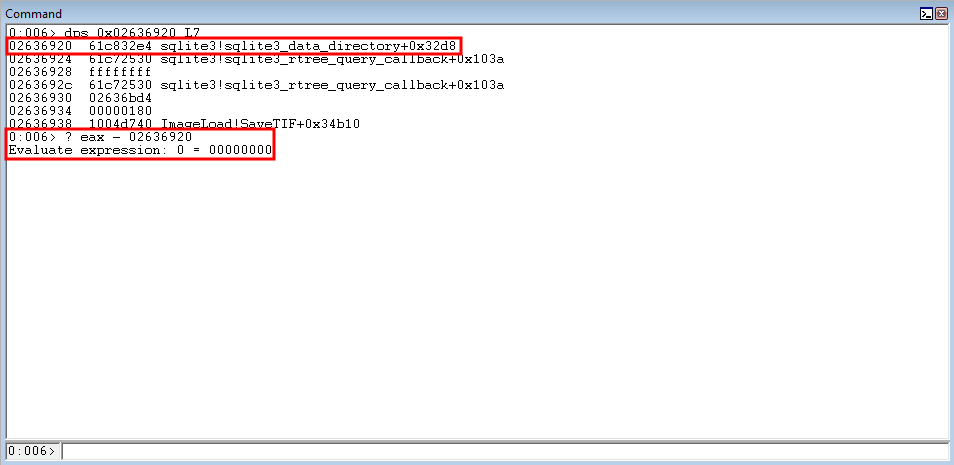 Command
0:006> dps 0x02636920 L7
02636920  61c832e4 sqlite3!sqlite3_data_directory+0x32d8
02636924  61c72530 sqlite3!sqlite3_rtree_query_callback+0x103a
02636928  ffffffff
0263692c  61c72530 sqlite3!sqlite3_rtree_query_callback+0x103a
02636930  02636bd4
02636934  00000180
02636938  1004d740 ImageLoad!SaveTIF+0x34b10
0:006> ? eax - 02636920
Evaluate expression: 0 = 00000000
0:006>